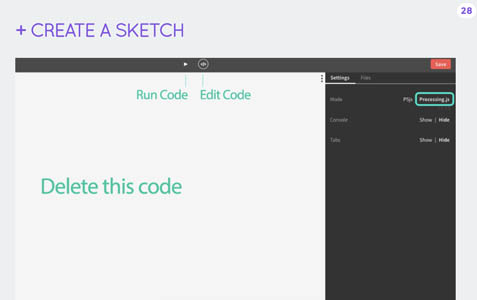 28
+ CREATE A SKETCH
Save
Settings Files
Run Code Edit Code
Mode P5js Processing.js
Console Show | Hide
Tabs Show | Hide
Delete this code